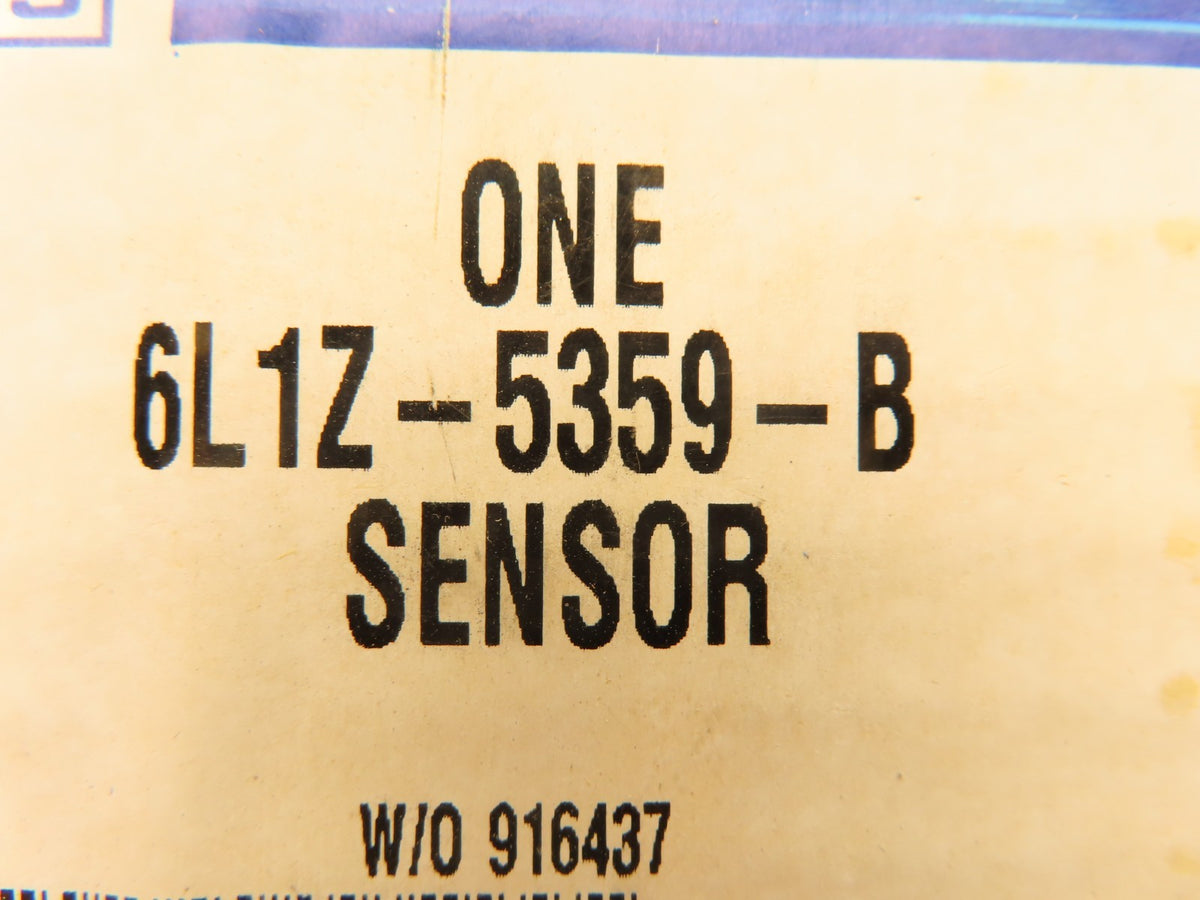 ONE
6L1Z-5359-B
SENSOR
W/O 916437